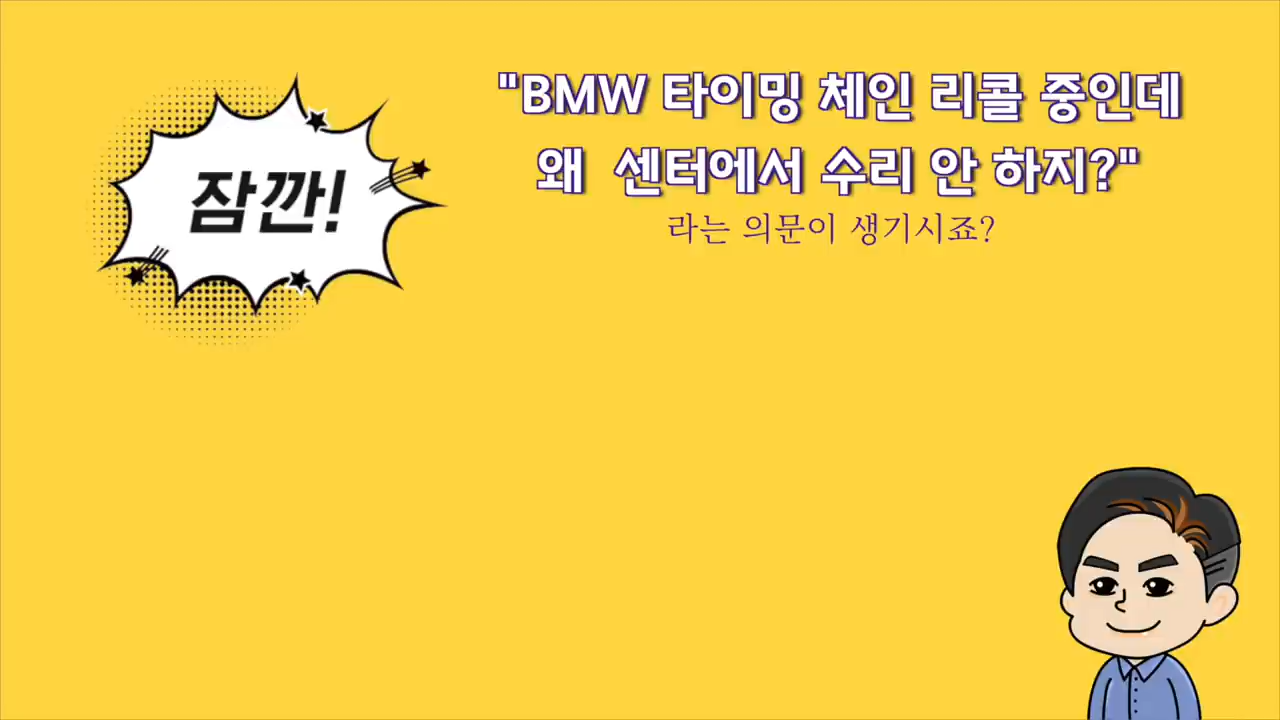 잠깐!
"BMW 타이밍 체인 리콜 중인데
왜 센터에서 수리 안 하지?"
라는 의문이 생기시죠?